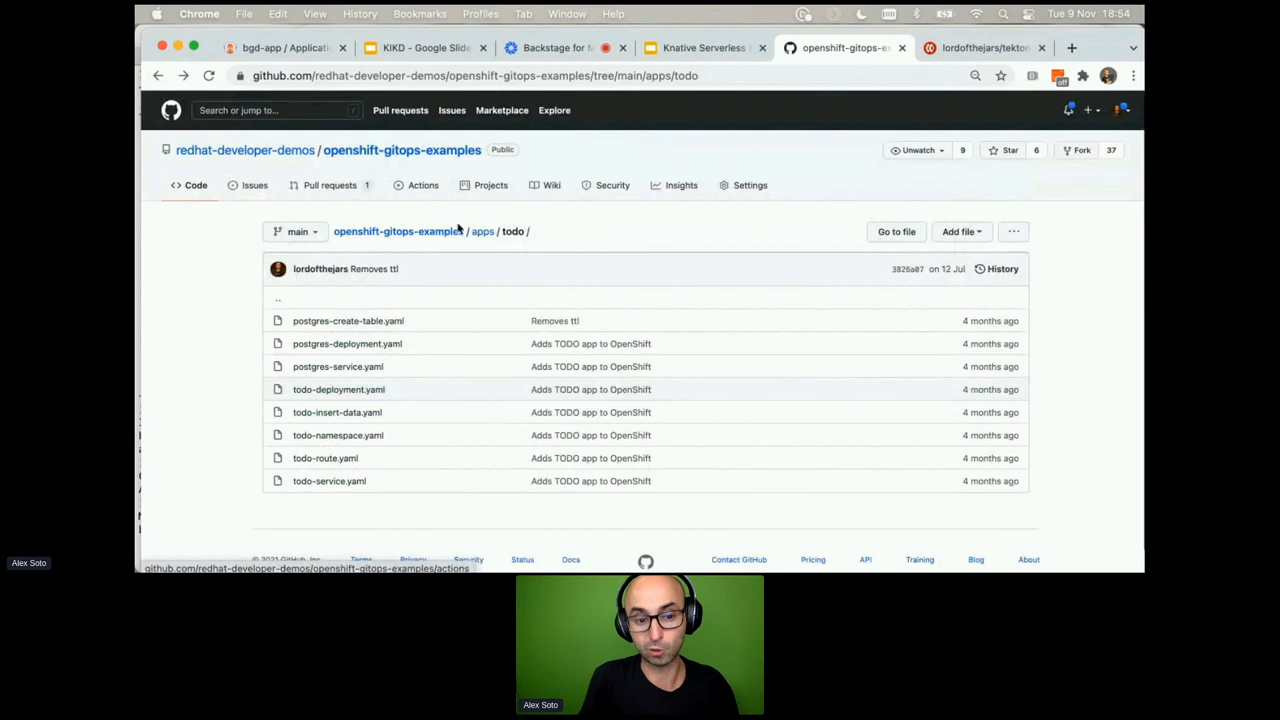 Chrome File Edit View History Bookmarks Profiles Tab Window Help Tue 9 Nov 18:54
bgd-app / Applicatio KIKD - Google Slide Backstage for M Knative Serverless openshift-gitops-ex lordofthejars/tekton
github.com/redhat-developer-demos/openshift-gitops-examples/tree/main/apps/todo off
Search or jump to... / Pull requests Issues Marketplace Explore
redhat-developer-demos / openshift-gitops-examples Public Unwatch 9 Star 6 Fork 37
<> Code Issues Pull requests 1 Actions Projects Wiki Security Insights Settings
main openshift-gitops-examples / apps / todo / Go to file Add file ...
lordofthejars Removes ttl 3826a07 on 12 Jul History
..
postgres-create-table.yaml Removes ttl 4 months ago
postgres-deployment.yaml Adds TODO app to OpenShift 4 months ago
postgres-service.yaml Adds TODO app to OpenShift 4 months ago
todo-deployment.yaml Adds TODO app to OpenShift 4 months ago
todo-insert-data.yaml Adds TODO app to OpenShift 4 months ago
todo-namespace.yaml Adds TODO app to OpenShift 4 months ago
todo-route.yaml Adds TODO app to OpenShift 4 months ago
todo-service.yaml Adds TODO app to OpenShift 4 months ago
© 2021 GitHub, Inc. Terms Privacy Security Status Docs Contact GitHub Pricing API Training Blog About
github.com/redhat-developer-demos/openshift-gitops-examples/actions
Alex Soto
Alex Soto